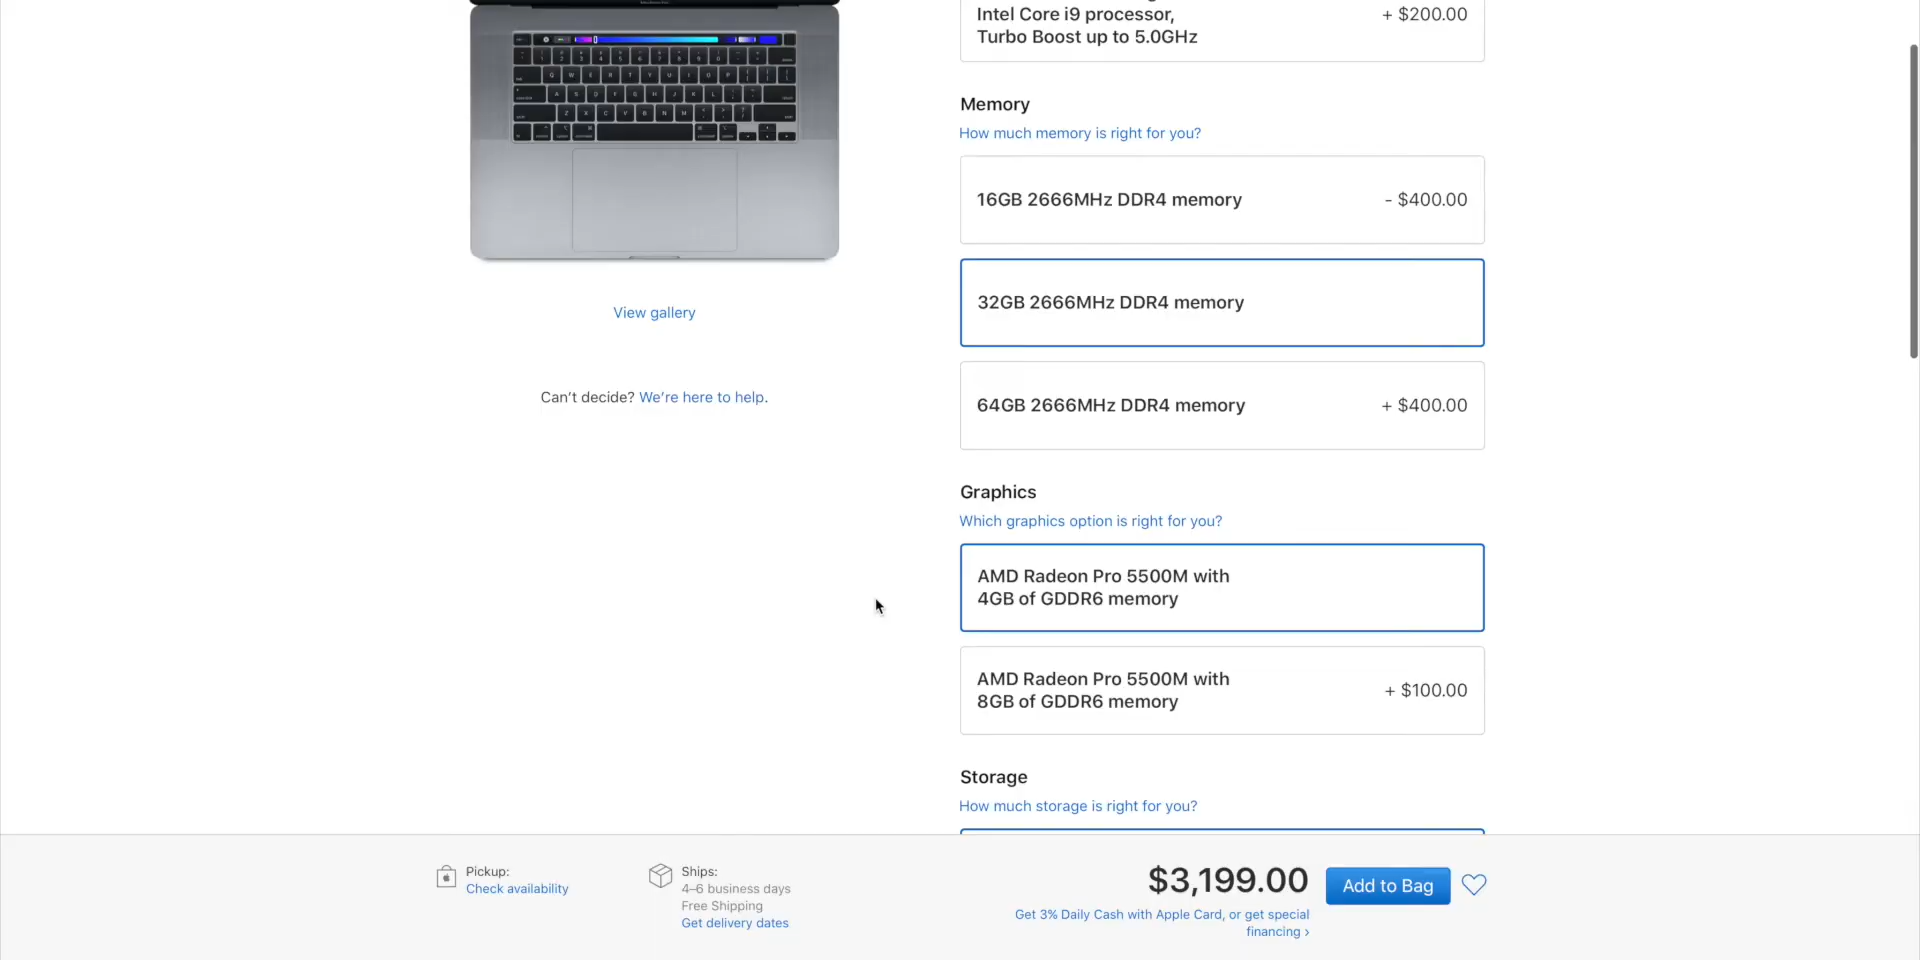 Intel Core i9 processor,
Turbo Boost up to 5.0GHz
+ $200.00
Memory
How much memory is right for you?
16GB 2666MHz DDR4 memory
- $400.00
32GB 2666MHz DDR4 memory
64GB 2666MHz DDR4 memory
+ $400.00
View gallery
Can't decide? We're here to help.
Graphics
Which graphics option is right for you?
AMD Radeon Pro 5500M with
4GB of GDDR6 memory
AMD Radeon Pro 5500M with
8GB of GDDR6 memory
+ $100.00
Storage
How much storage is right for you?
Pickup:
Check availability
Ships:
4–6 business days
Free Shipping
Get delivery dates
$3,199.00
Get 3% Daily Cash with Apple Card, or get special
financing ›
Add to Bag